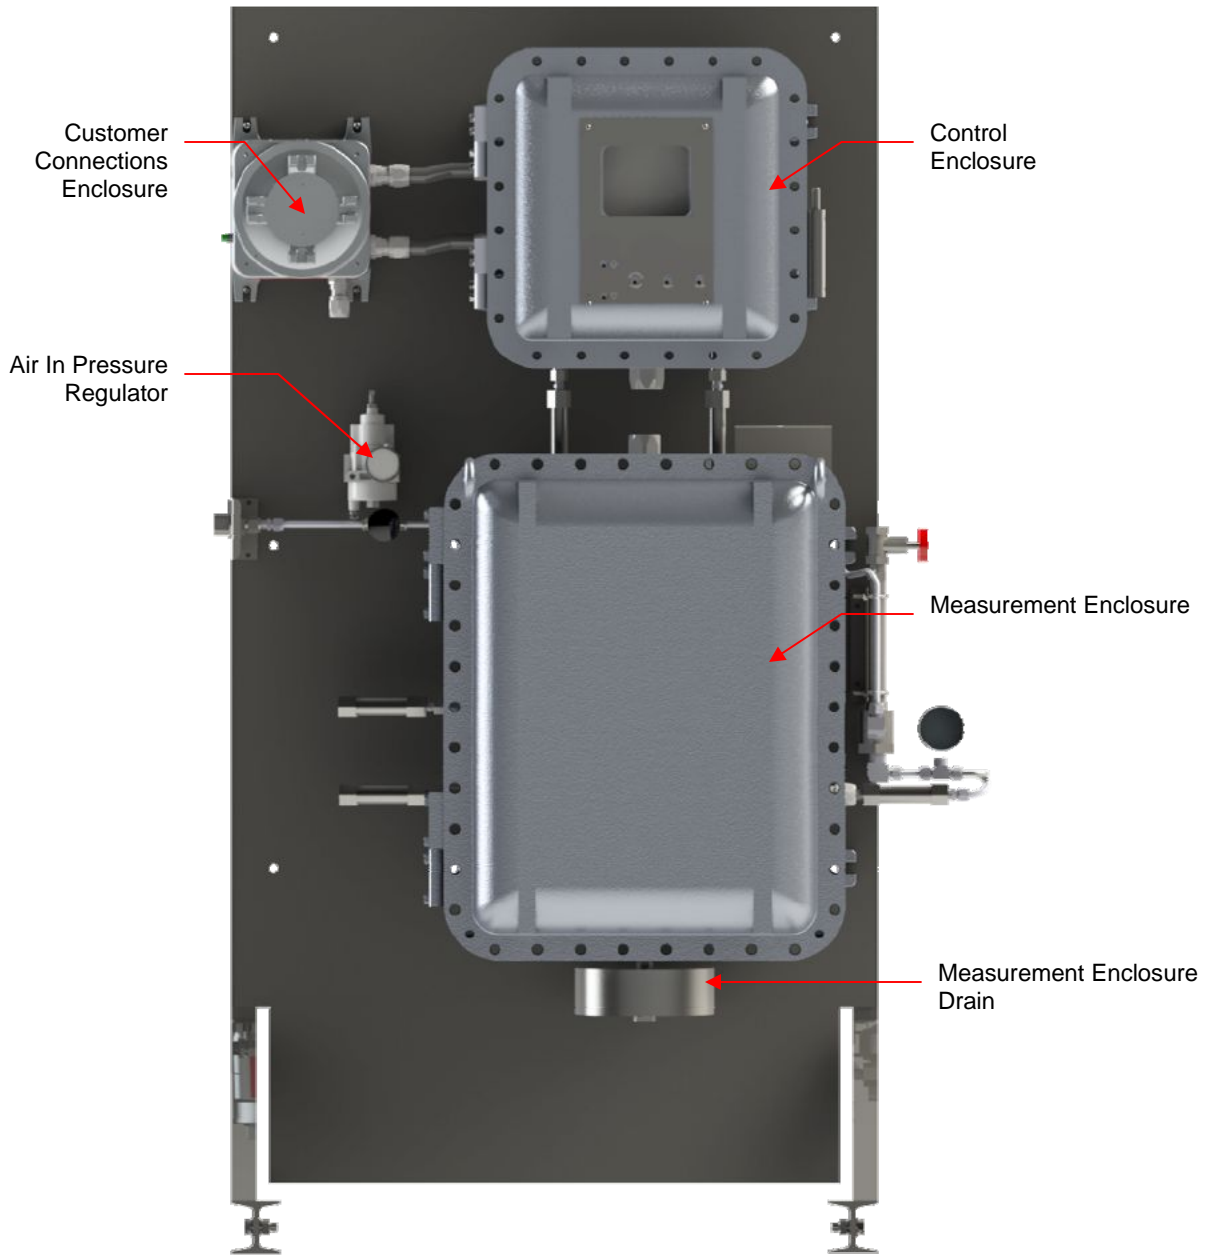 Customer
Connections
Enclosure
Control
Enclosure
Air In Pressure
Regulator
Measurement Enclosure
Measurement Enclosure
Drain